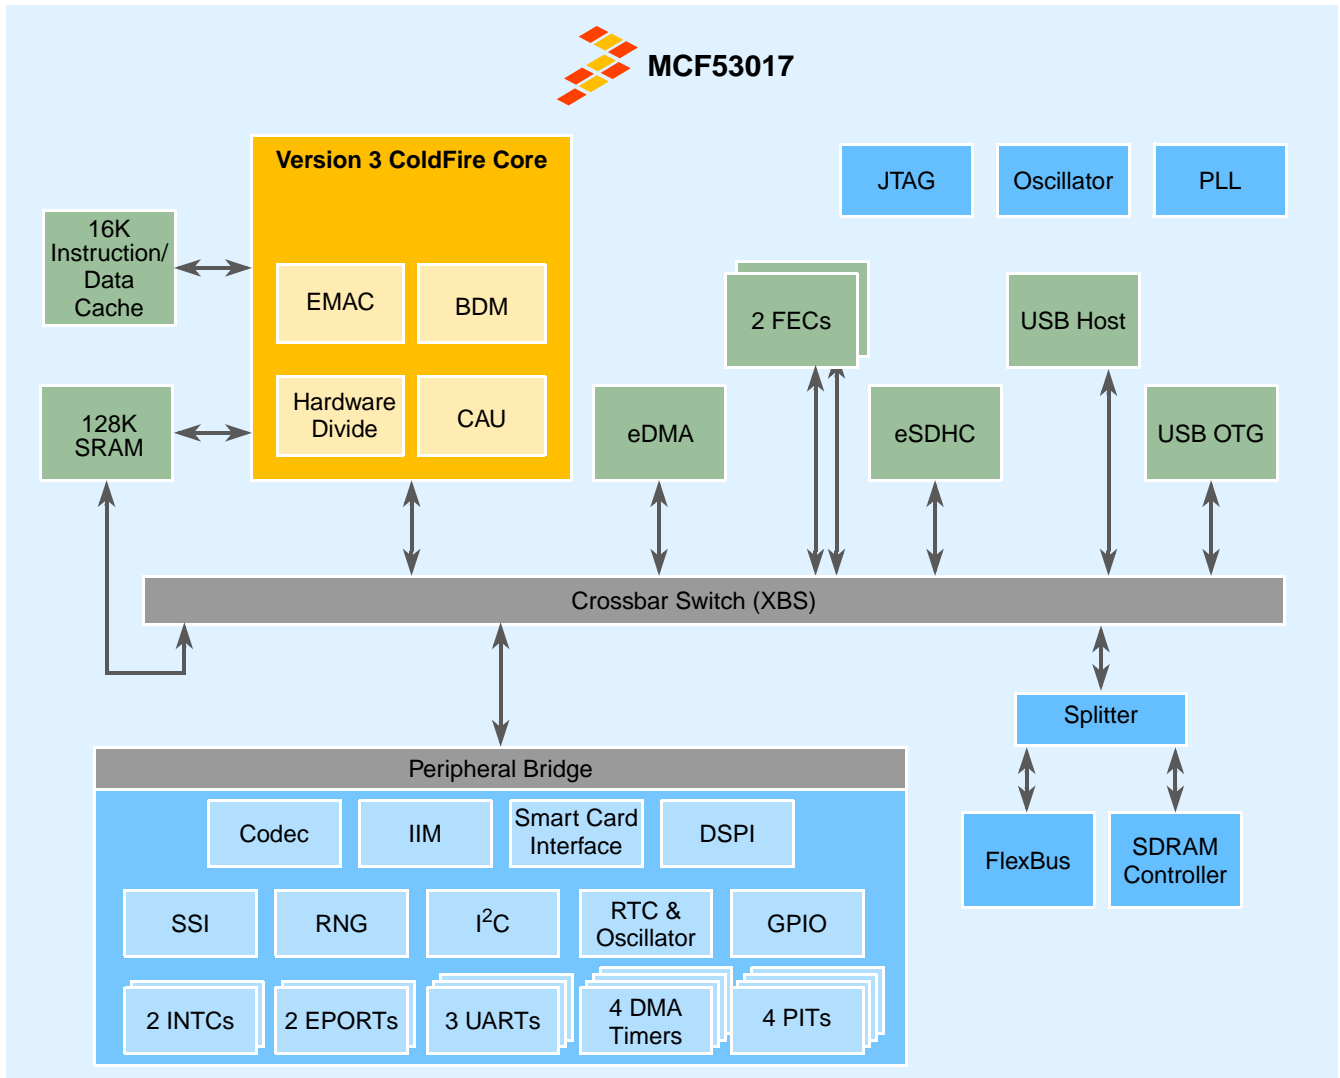 MCF53017
Version 3 ColdFire Core
JTAG
Oscillator
PLL
16K
Instruction/
Data
Cache
EMAC
BDM
2 FECs
USB Host
128K
SRAM
Hardware
Divide
CAU
eDMA
eSDHC
USB OTG
Crossbar Switch (XBS)
Splitter
Peripheral Bridge
Codec
IIM
Smart Card
Interface
DSPI
FlexBus
SDRAM
Controller
SSI
RNG
I²C
RTC &
Oscillator
GPIO
2 INTCs
2 EPORTs
3 UARTs
4 DMA
Timers
4 PITs